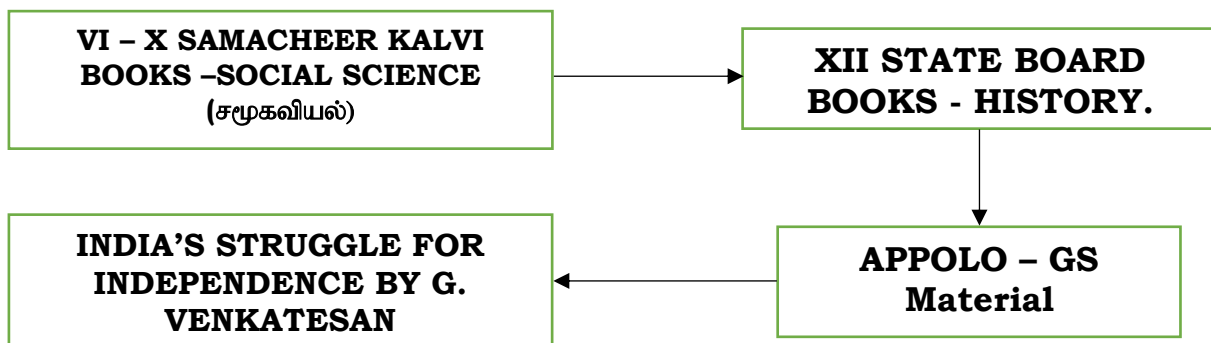 VI – X SAMACHEER KALVI
BOOKS –SOCIAL SCIENCE
(சமூகவியல்)
XII STATE BOARD
BOOKS - HISTORY.
APPOLO – GS
Material
INDIA’S STRUGGLE FOR
INDEPENDENCE BY G.
VENKATESAN